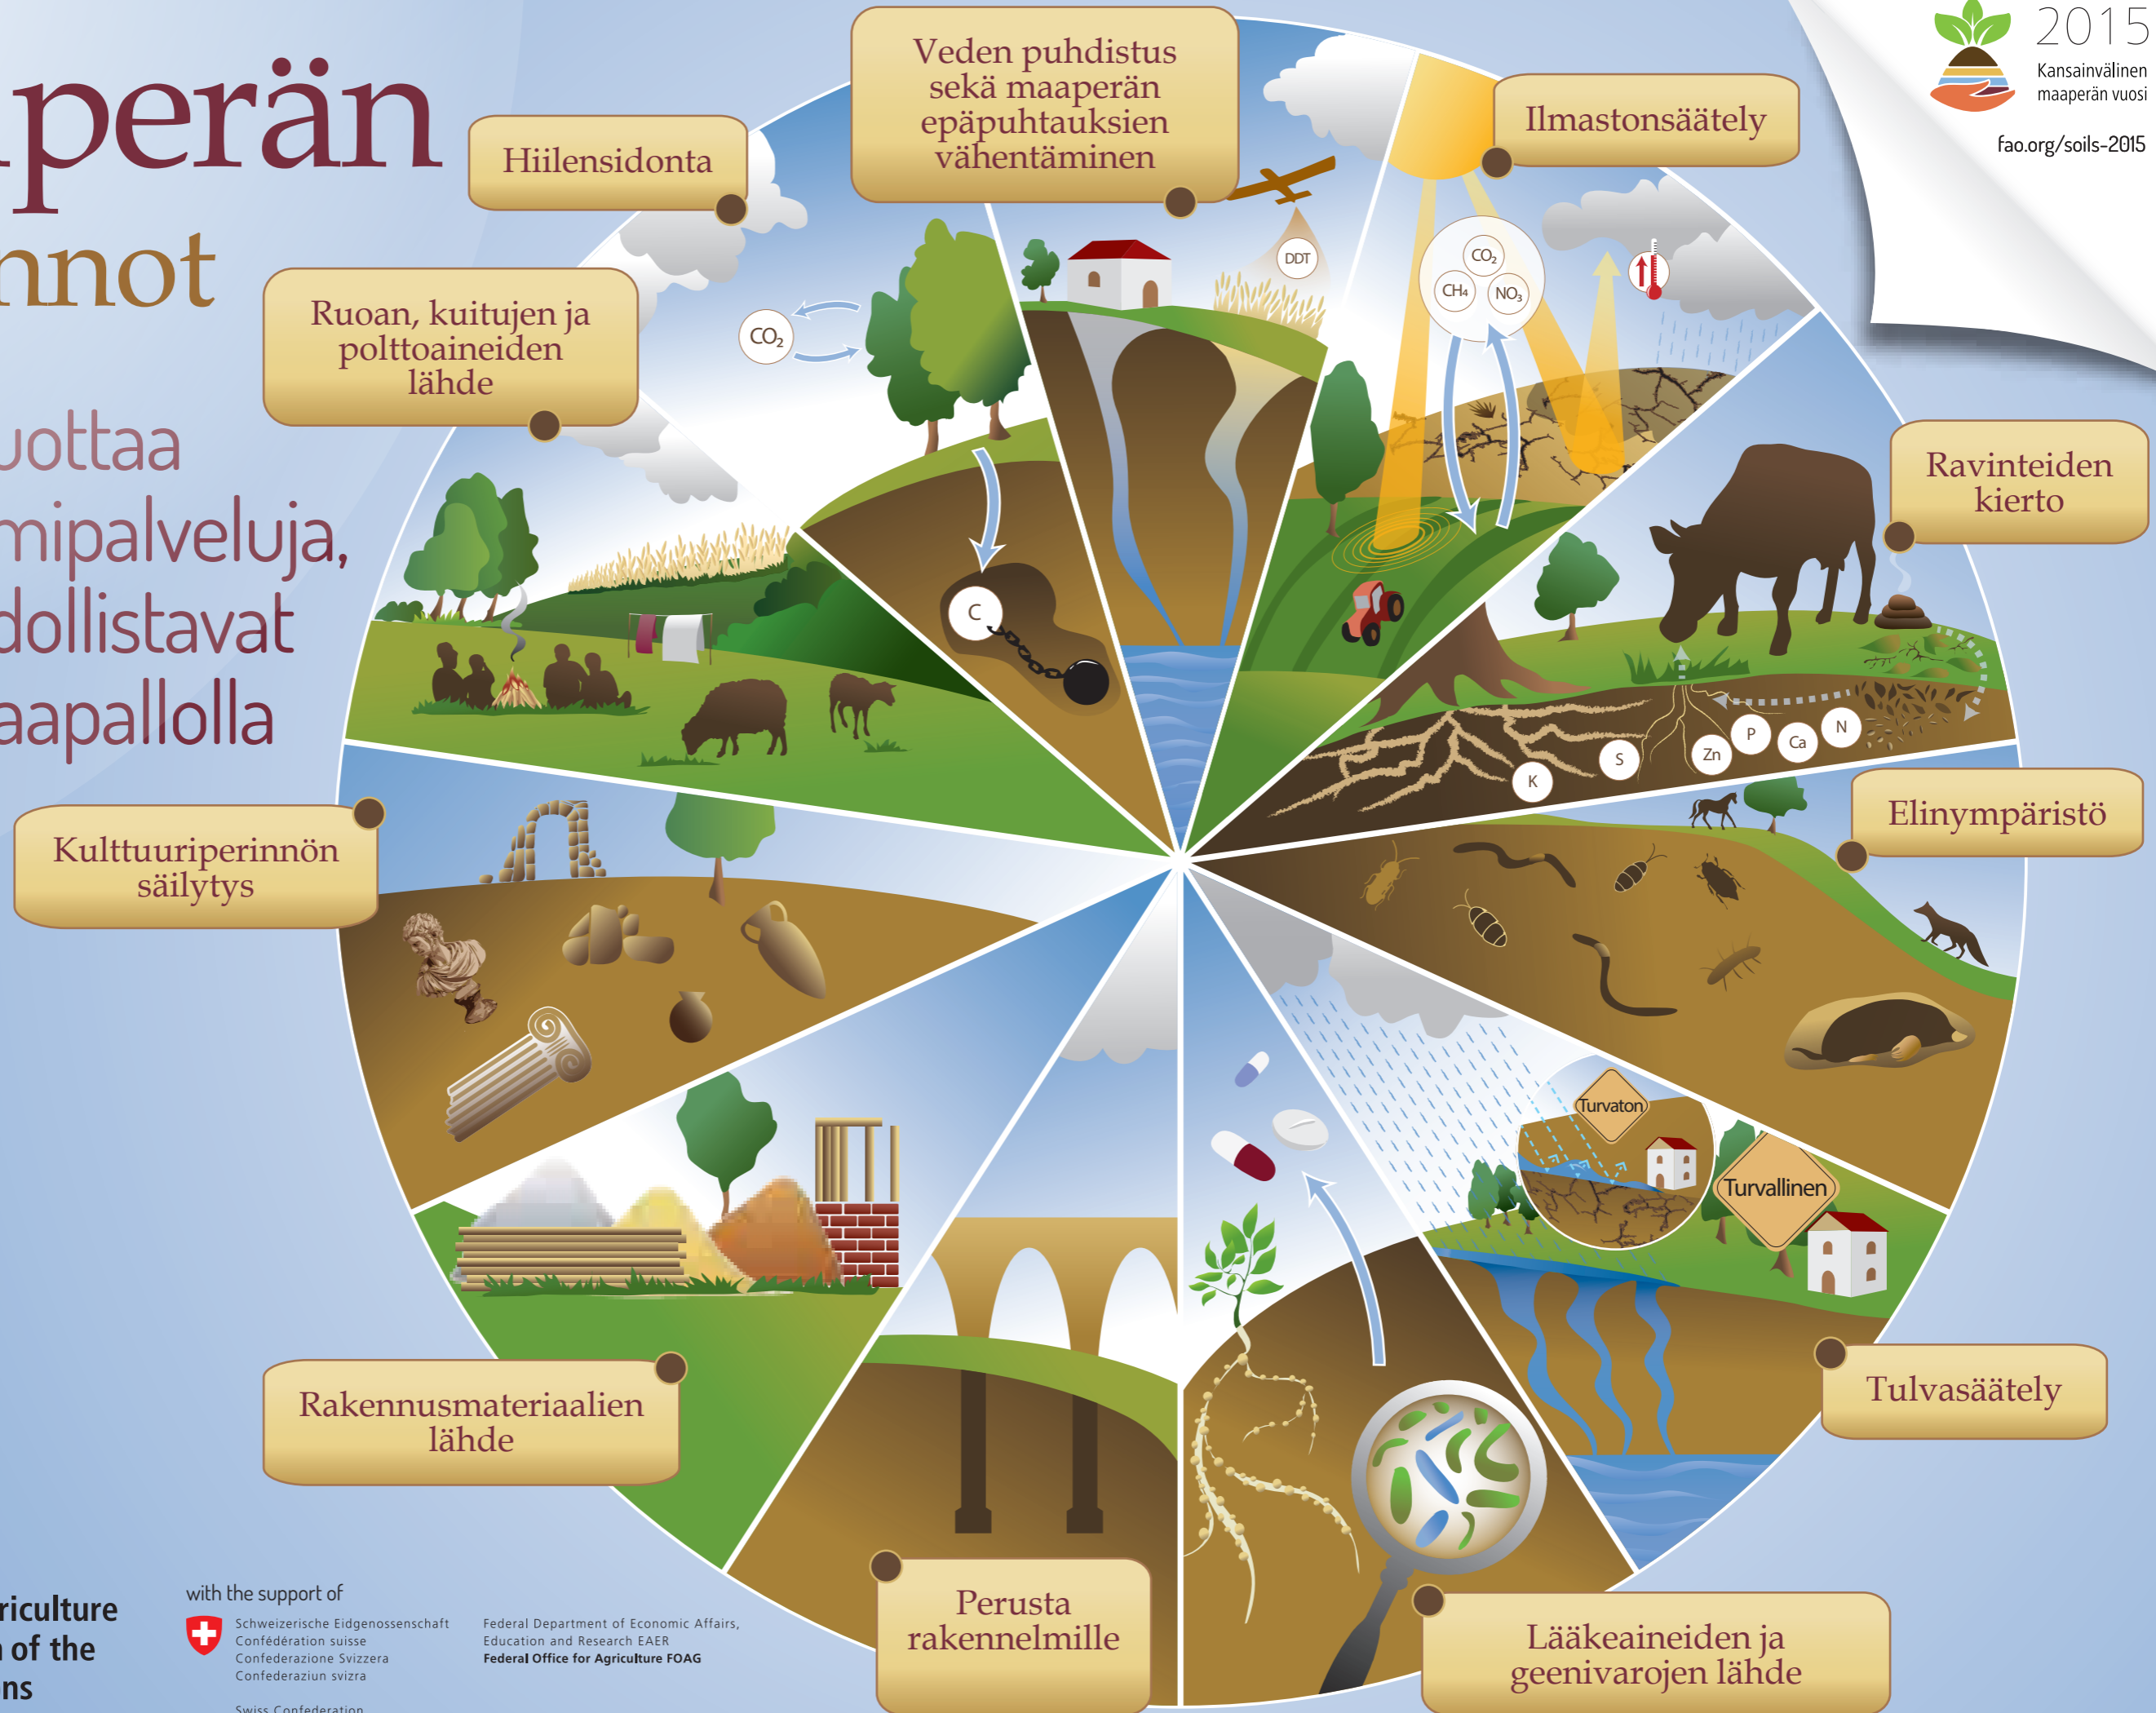 perän
nnot
uottaa
mipalveluja,
dollistavat
aapallolla
2015
Kansainvälinen
maaperän vuosi
fao.org/soils-2015
Veden puhdistus
sekä maaperän
epäpuhtauksien
vähentäminen
Ilmastonsäätely
Hiilensidonta
Ruoan, kuitujen ja
polttoaineiden
lähde
Ravinteiden
kierto
Elinympäristö
Kulttuuriperinnön
säilytys
Tulvasäätely
Rakennusmateriaalien
lähde
Perusta
rakennelmille
Lääkeaineiden ja
geenivarojen lähde
DDT
CO₂
CH₄
NO₃
CO₂
C
K
S
Zn
P
Ca
N
Turvaton
Turvallinen
riculture
n of the
ns
with the support of
Schweizerische Eidgenossenschaft
Confédération suisse
Confederazione Svizzera
Confederaziun svizra
Swiss Confederation
Federal Department of Economic Affairs,
Education and Research EAER
Federal Office for Agriculture FOAG